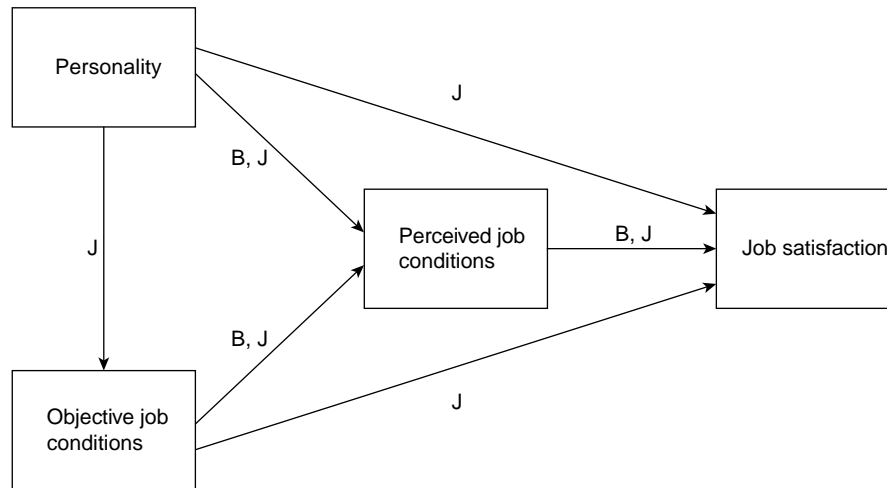 Personality
J
B, J
J
Perceived job
conditions
B, J
Job satisfaction
B, J
Objective job
conditions
J